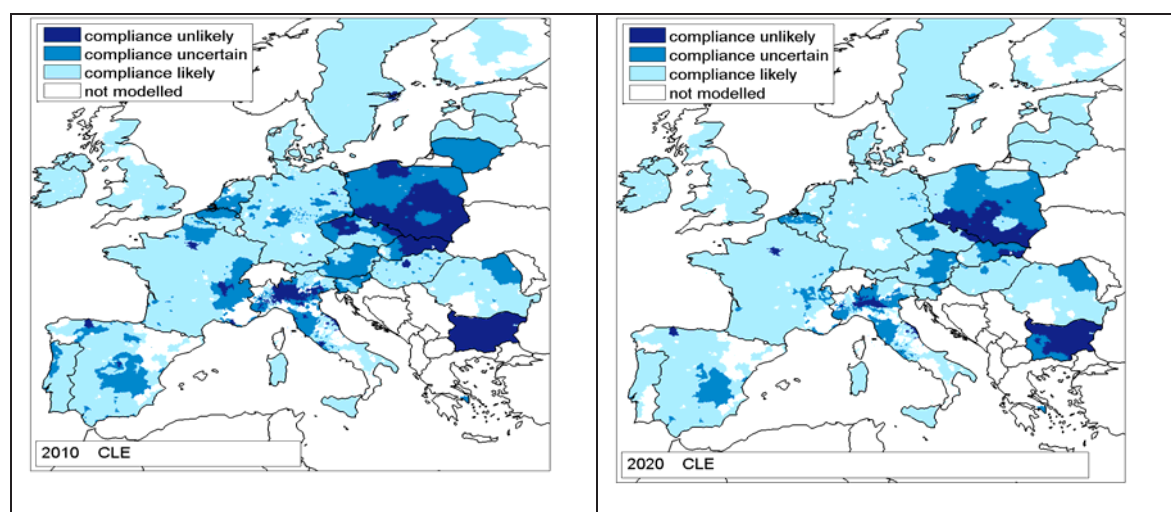 compliance unlikely
compliance uncertain
compliance likely
not modelled
2010 CLE
compliance unlikely
compliance uncertain
compliance likely
not modelled
2020 CLE